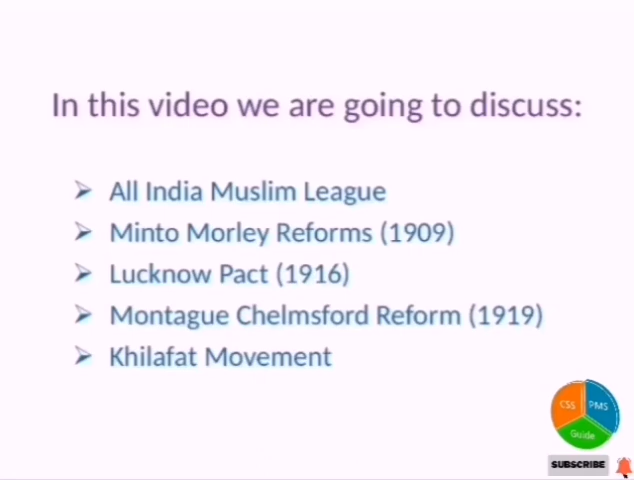 In this video we are going to discuss:
All India Muslim League
Minto Morley Reforms (1909)
Lucknow Pact (1916)
Montague Chelmsford Reform (1919)
Khilafat Movement
CSS PMS
Guide
SUBSCRIBE